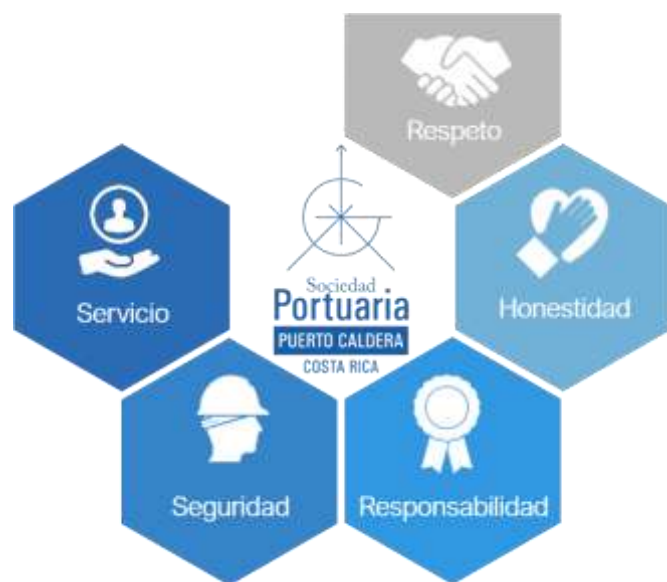 Respeto
Honestidad
Servicio
Sociedad
Portuaria
PUERTO CALDERA
COSTA RICA
Seguridad
Responsabilidad